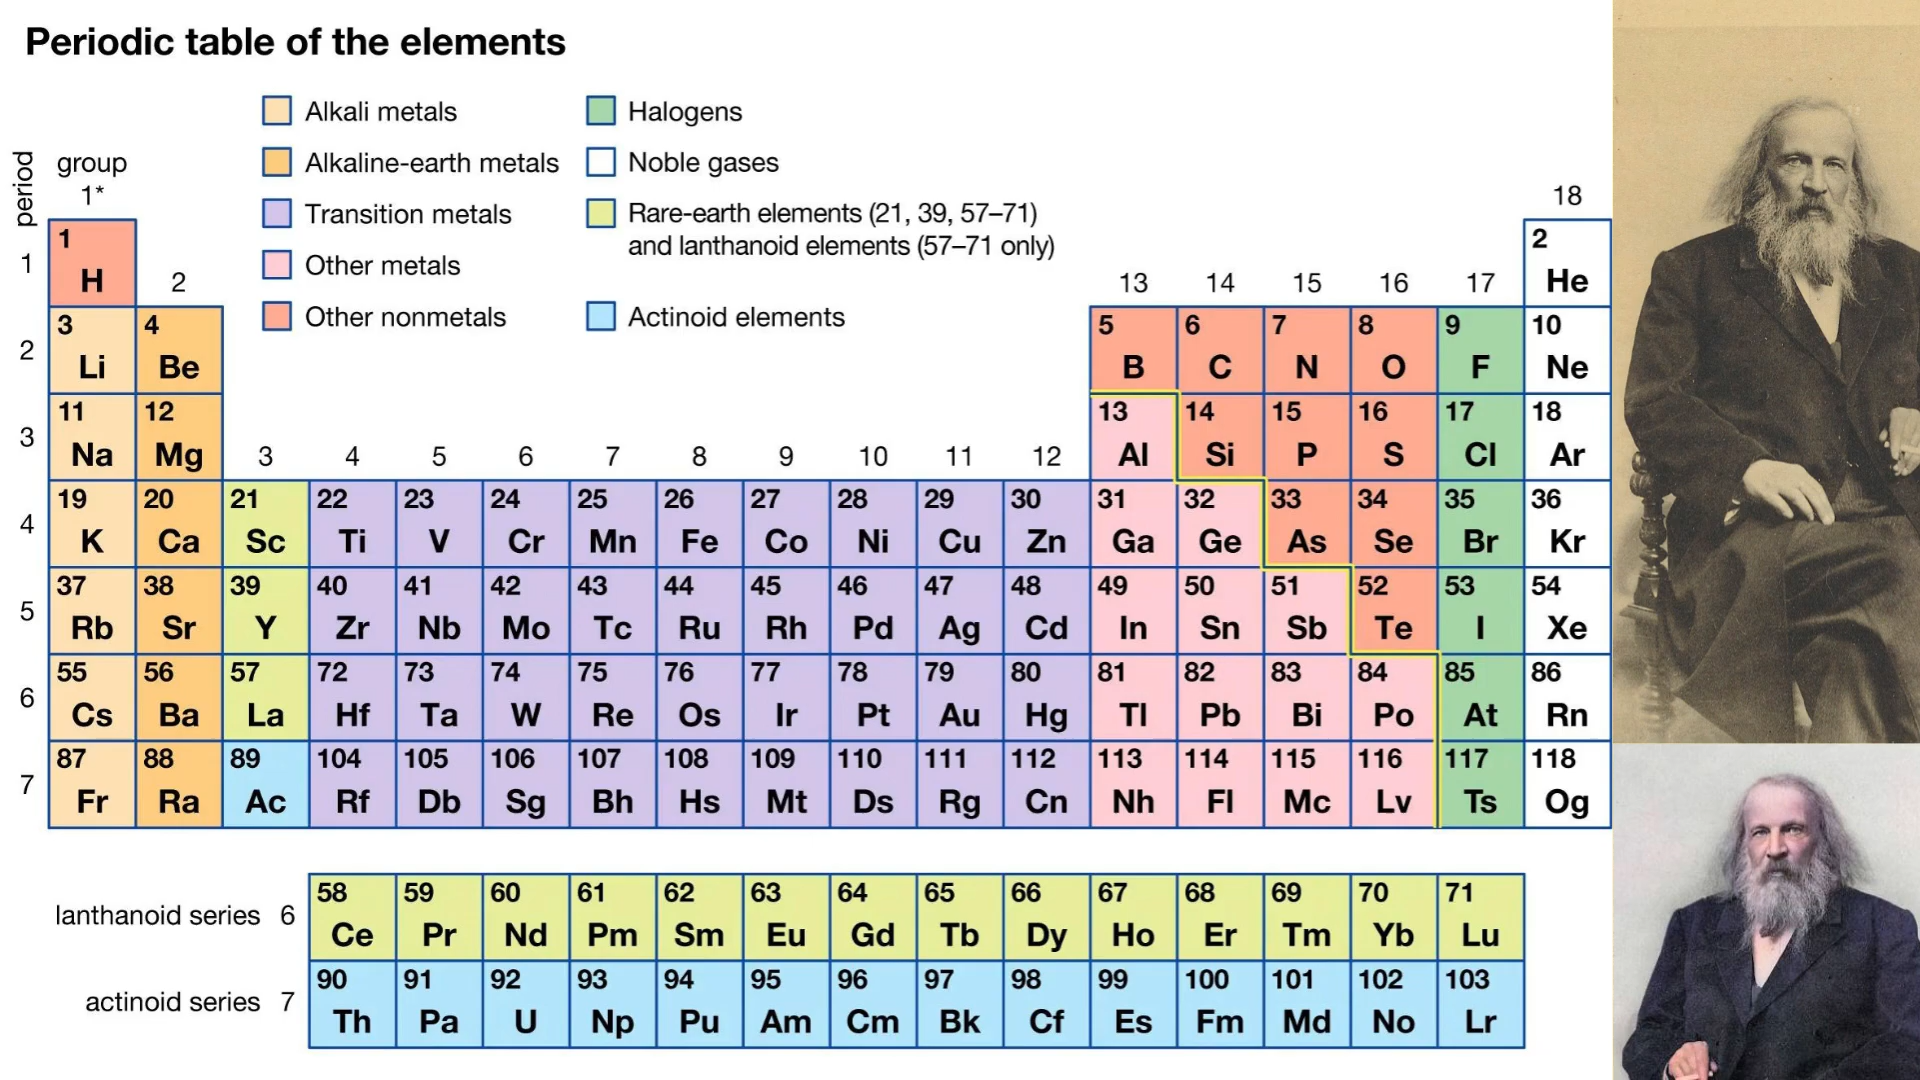 Periodic table of the elements
Alkali metals
Alkaline-earth metals
Transition metals
Other metals
Other nonmetals
Halogens
Noble gases
Rare-earth elements (21, 39, 57–71)
and lanthanoid elements (57–71 only)
Actinoid elements
period
group
1* 18
1 2
1 H He
2 13 14 15 16 17
3 4 5 6 7 8 9 10
2 Li Be B C N O F Ne
11 12 13 14 15 16 17 18
3 Na Mg Al Si P S Cl Ar
3 4 5 6 7 8 9 10 11 12
19 20 21 22 23 24 25 26 27 28 29 30 31 32 33 34 35 36
4 K Ca Sc Ti V Cr Mn Fe Co Ni Cu Zn Ga Ge As Se Br Kr
37 38 39 40 41 42 43 44 45 46 47 48 49 50 51 52 53 54
5 Rb Sr Y Zr Nb Mo Tc Ru Rh Pd Ag Cd In Sn Sb Te I Xe
55 56 57 72 73 74 75 76 77 78 79 80 81 82 83 84 85 86
6 Cs Ba La Hf Ta W Re Os Ir Pt Au Hg Tl Pb Bi Po At Rn
87 88 89 104 105 106 107 108 109 110 111 112 113 114 115 116 117 118
7 Fr Ra Ac Rf Db Sg Bh Hs Mt Ds Rg Cn Nh Fl Mc Lv Ts Og
58 59 60 61 62 63 64 65 66 67 68 69 70 71
lanthanoid series 6 Ce Pr Nd Pm Sm Eu Gd Tb Dy Ho Er Tm Yb Lu
90 91 92 93 94 95 96 97 98 99 100 101 102 103
actinoid series 7 Th Pa U Np Pu Am Cm Bk Cf Es Fm Md No Lr